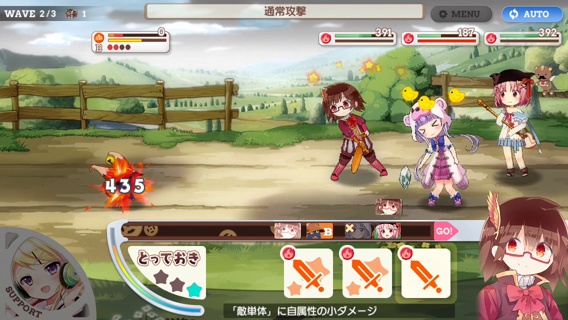 WAVE 2/3 1
通常攻撃
MENU
AUTO
B
0
391
187
392
435
B
GO!
とっておき
SUPPORT
「敵単体」に自属性の小ダメージ